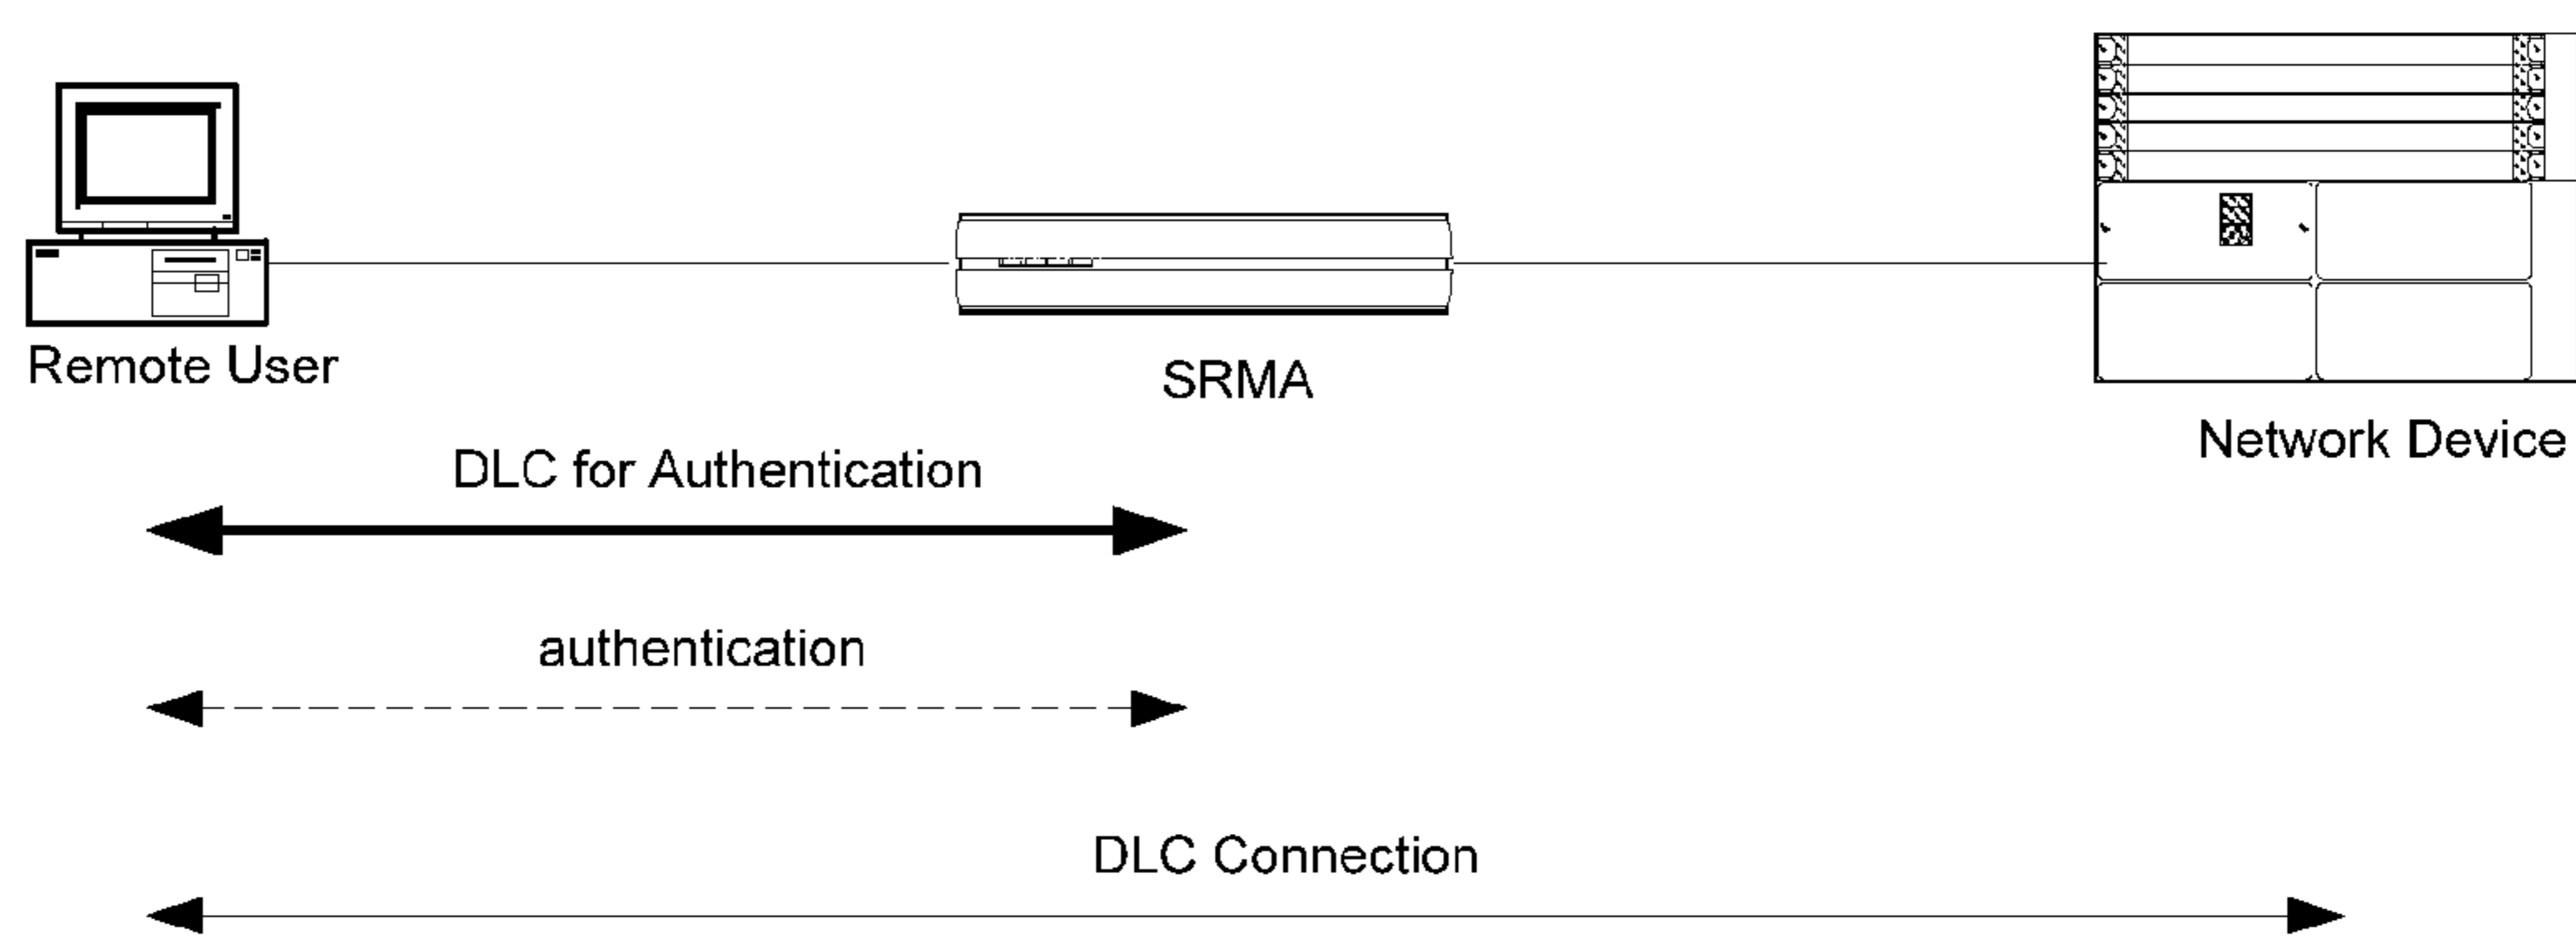 Remote User
SRMA
Network Device
DLC for Authentication
authentication
DLC Connection